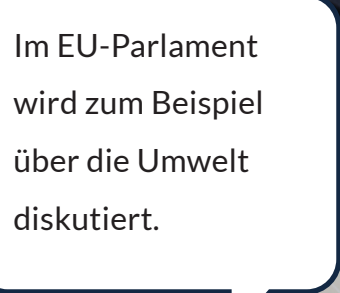 Im EU-Parlament
wird zum Beispiel
über die Umwelt
diskutiert.